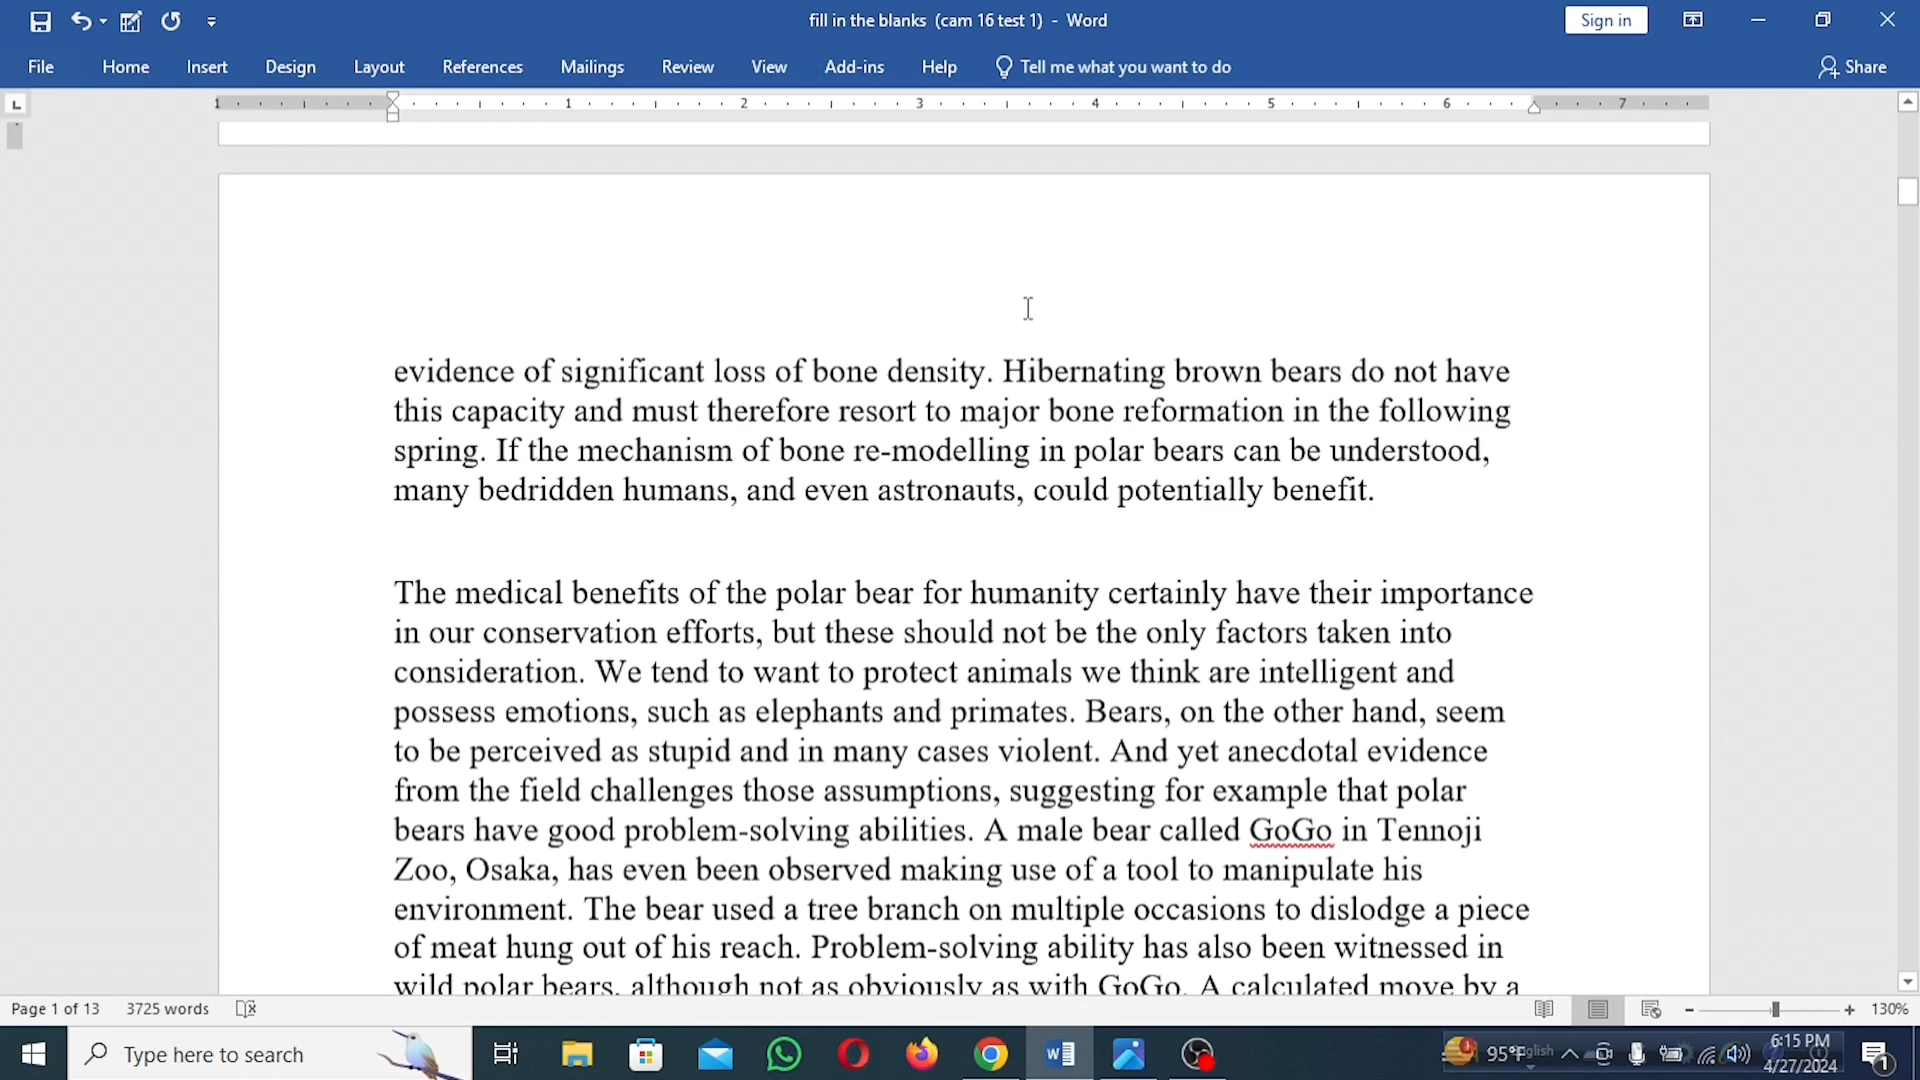 fill in the blanks (cam 16 test 1) - Word
Sign in
File Home Insert Design Layout References Mailings Review View Add-ins Help Tell me what you want to do Share
1 1 2 3 4 5 6 7
evidence of significant loss of bone density. Hibernating brown bears do not have
this capacity and must therefore resort to major bone reformation in the following
spring. If the mechanism of bone re-modelling in polar bears can be understood,
many bedridden humans, and even astronauts, could potentially benefit.
The medical benefits of the polar bear for humanity certainly have their importance
in our conservation efforts, but these should not be the only factors taken into
consideration. We tend to want to protect animals we think are intelligent and
possess emotions, such as elephants and primates. Bears, on the other hand, seem
to be perceived as stupid and in many cases violent. And yet anecdotal evidence
from the field challenges those assumptions, suggesting for example that polar
bears have good problem-solving abilities. A male bear called GoGo in Tennoji
Zoo, Osaka, has even been observed making use of a tool to manipulate his
environment. The bear used a tree branch on multiple occasions to dislodge a piece
of meat hung out of his reach. Problem-solving ability has also been witnessed in
wild polar bears, although not as obviously as with GoGo. A calculated move by a
Page 1 of 13 3725 words 130%
Type here to search
95°F
6:15 PM
4/27/2024
1